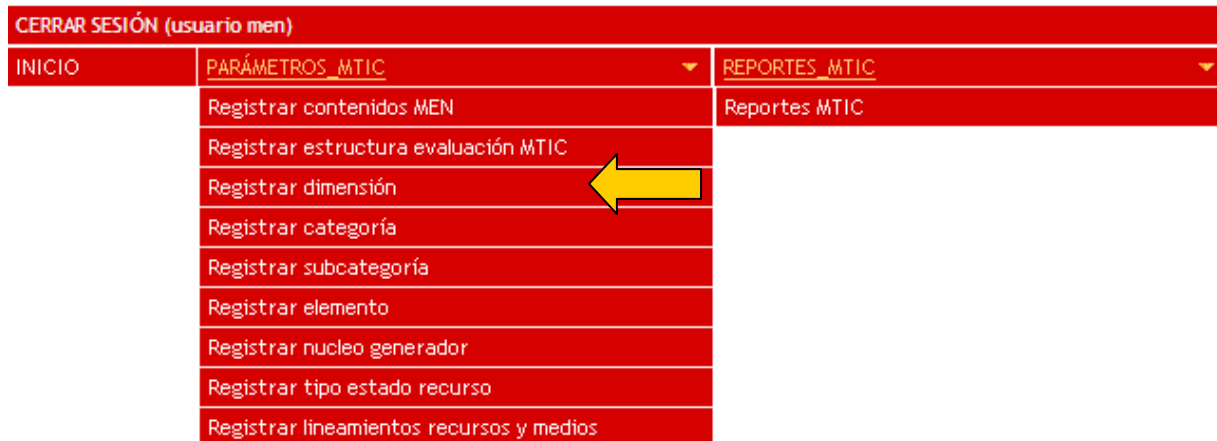 CERRAR SESIÓN (usuario men)
INICIO PARÁMETROS_MTIC REPORTES_MTIC
Registrar contenidos MEN Reportes MTIC
Registrar estructura evaluación MTIC
Registrar dimensión
Registrar categoría
Registrar subcategoría
Registrar elemento
Registrar nucleo generador
Registrar tipo estado recurso
Registrar lineamientos recursos y medios